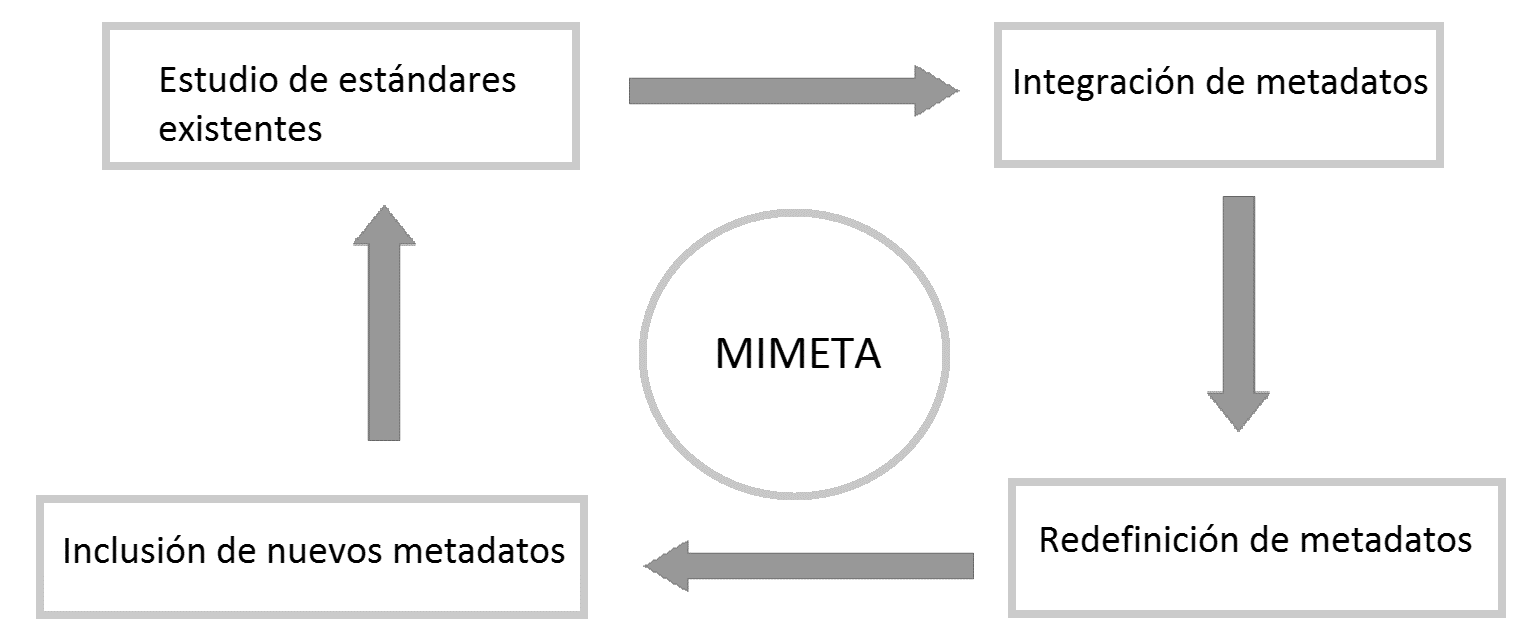 Estudio de estándares
existentes
Integración de metadatos
MIMETA
Inclusión de nuevos metadatos
Redefinición de metadatos